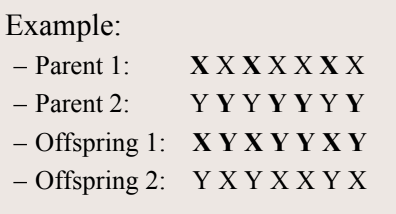 Example:
– Parent 1: X X X X X X X
– Parent 2: Y Y Y Y Y Y Y
– Offspring 1: X Y X Y Y X Y
– Offspring 2: Y X Y X X Y X